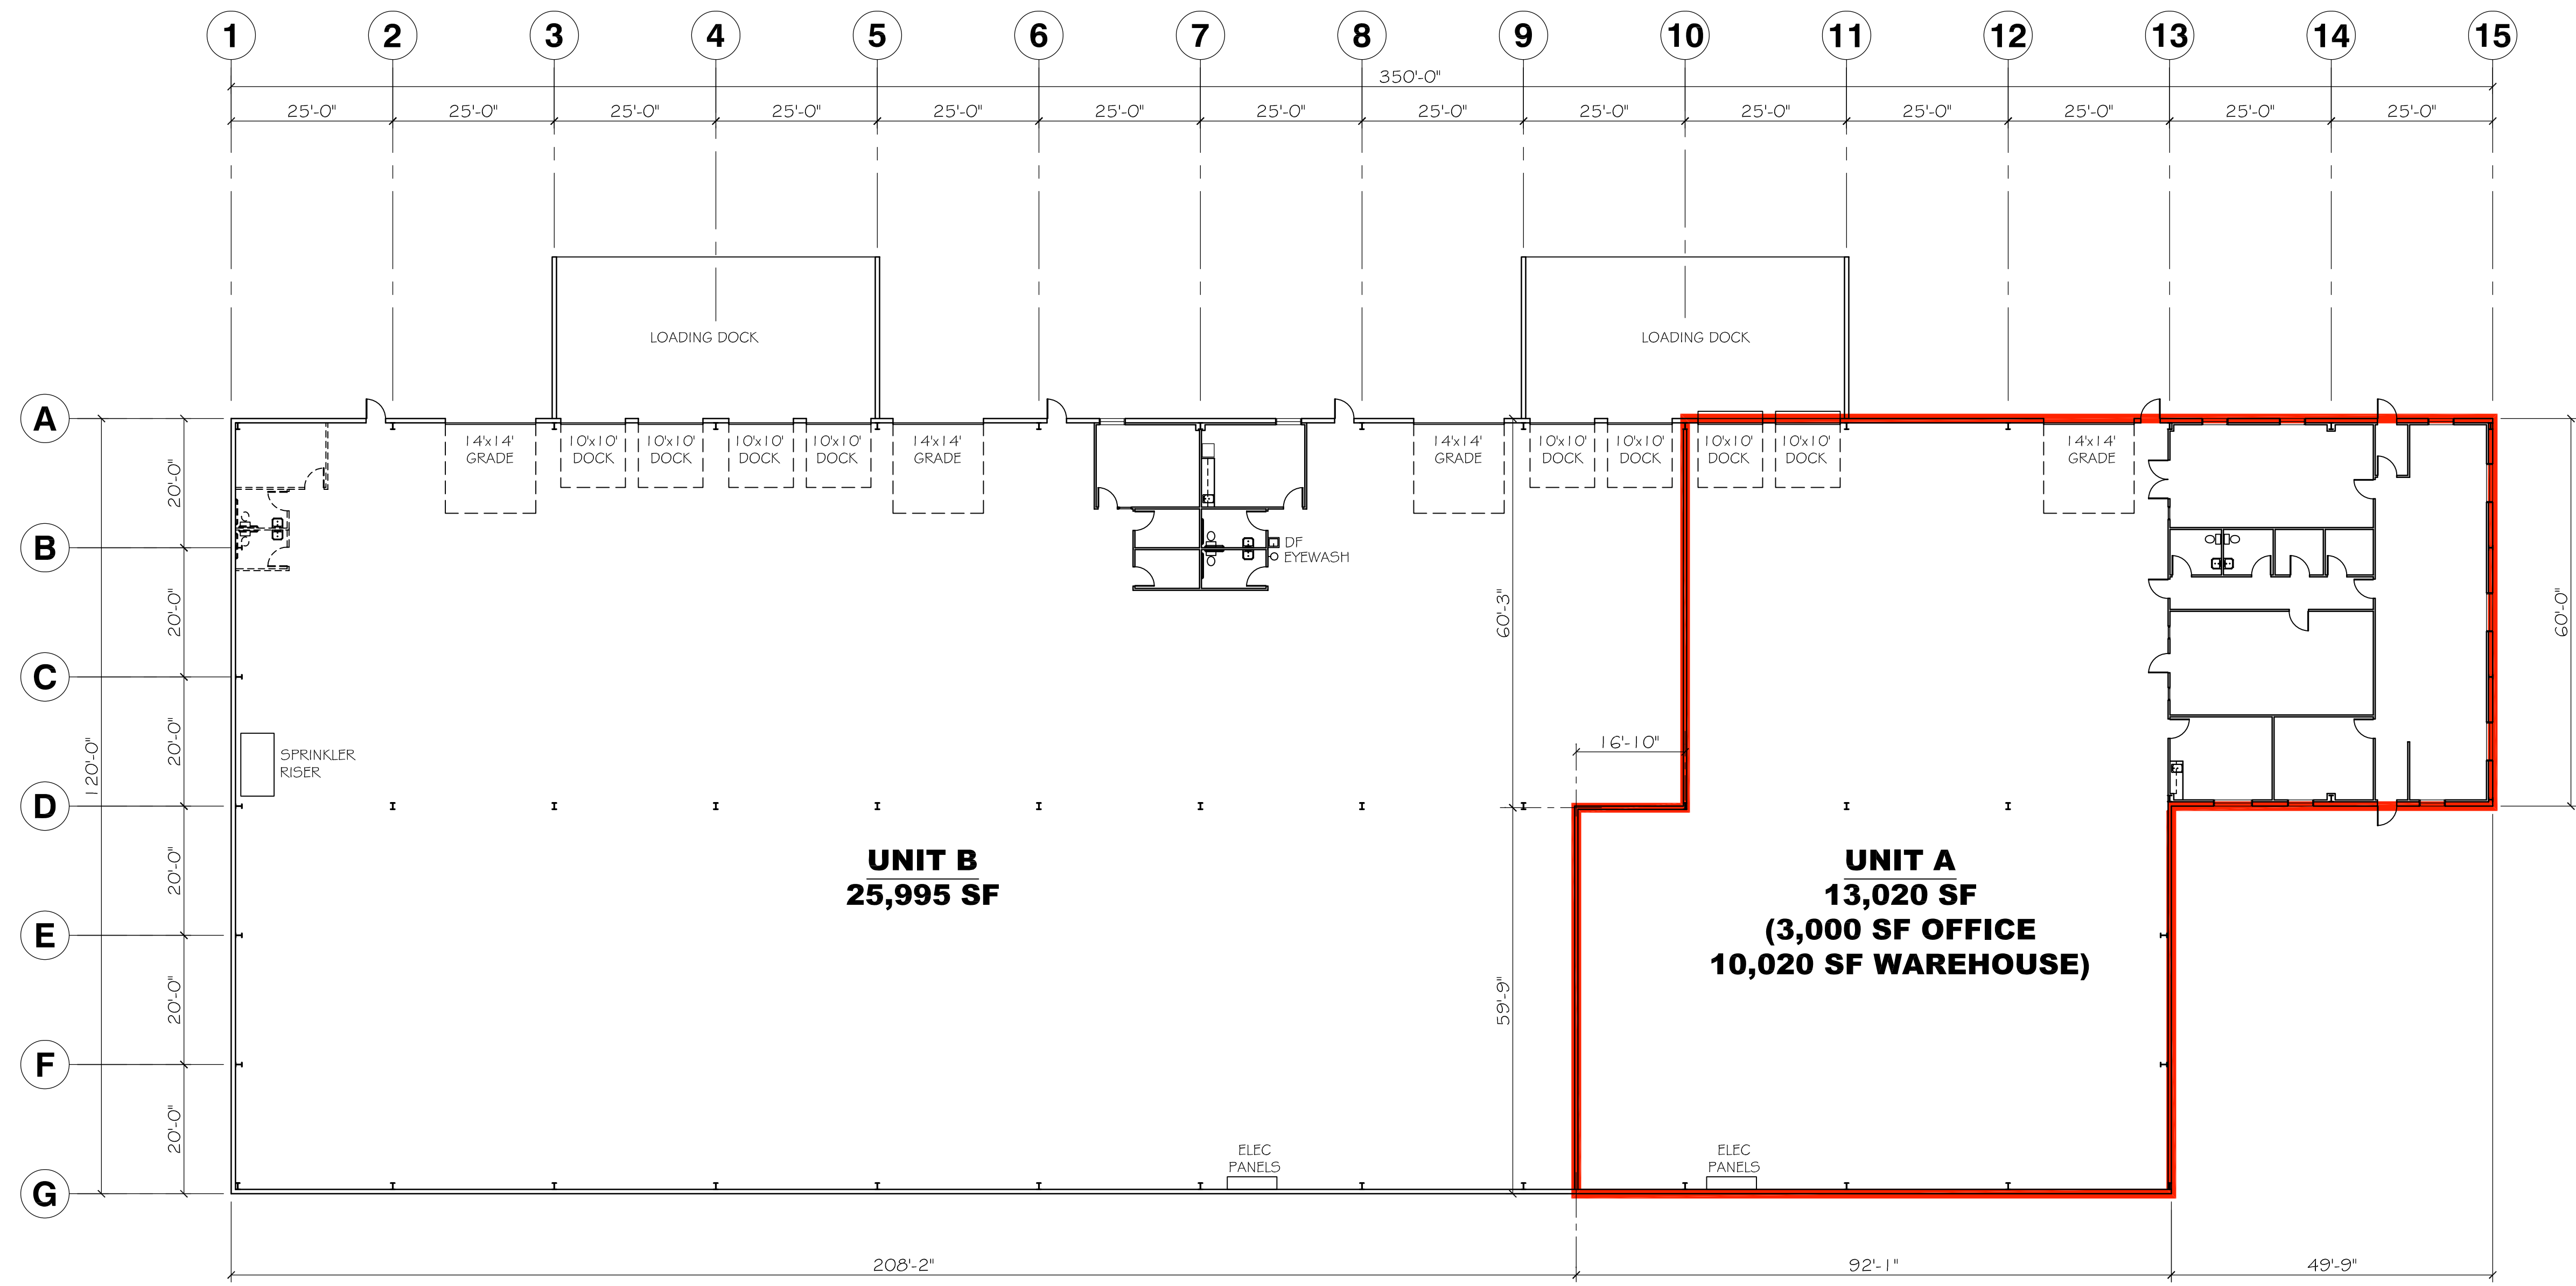 1 2 3 4 5 6 7 8 9 10 11 12 13 14 15
350'-0"
25'-0" 25'-0" 25'-0" 25'-0" 25'-0" 25'-0" 25'-0" 25'-0" 25'-0" 25'-0" 25'-0" 25'-0" 25'-0" 25'-0"
LOADING DOCK
LOADING DOCK
A
B
C
D
E
F
G
120'-0"
20'-0"
20'-0"
20'-0"
20'-0"
20'-0"
20'-0"
14'x14'
GRADE
10'x10'
DOCK
10'x10'
DOCK
10'x10'
DOCK
10'x10'
DOCK
14'x14'
GRADE
14'x14'
GRADE
10'x10'
DOCK
10'x10'
DOCK
10'x10'
DOCK
10'x10'
DOCK
14'x14'
GRADE
DF
EYEWASH
60'-3"
60'-0"
16'-10"
SPRINKLER
RISER
UNIT B
25,995 SF
UNIT A
13,020 SF
(3,000 SF OFFICE
10,020 SF WAREHOUSE)
59'-9"
ELEC
PANELS
ELEC
PANELS
208'-2"
92'-1"
49'-9"